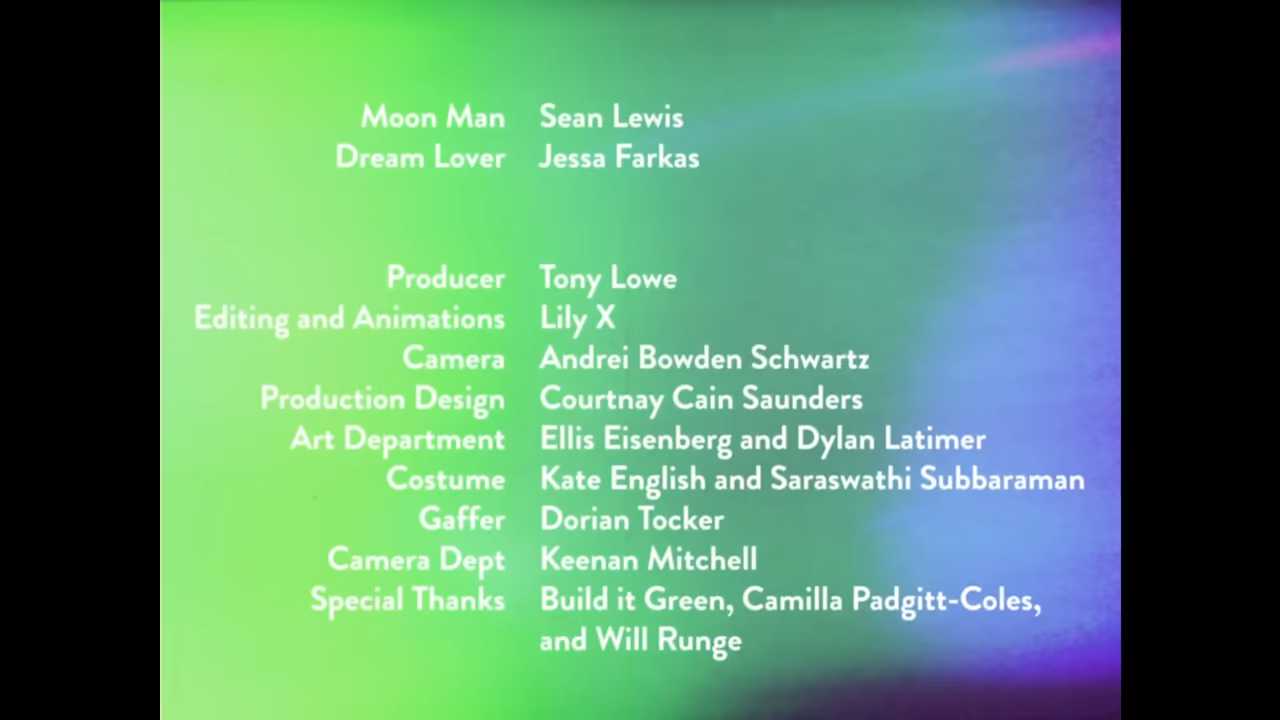 Moon Man Sean Lewis
Dream Lover Jessa Farkas
Producer Tony Lowe
Editing and Animations Lily X
Camera Andrei Bowden Schwartz
Production Design Courtnay Cain Saunders
Art Department Ellis Eisenberg and Dylan Latimer
Costume Kate English and Saraswathi Subbaraman
Gaffer Dorian Tocker
Camera Dept Keenan Mitchell
Special Thanks Build it Green, Camilla Padgitt-Coles,
and Will Runge